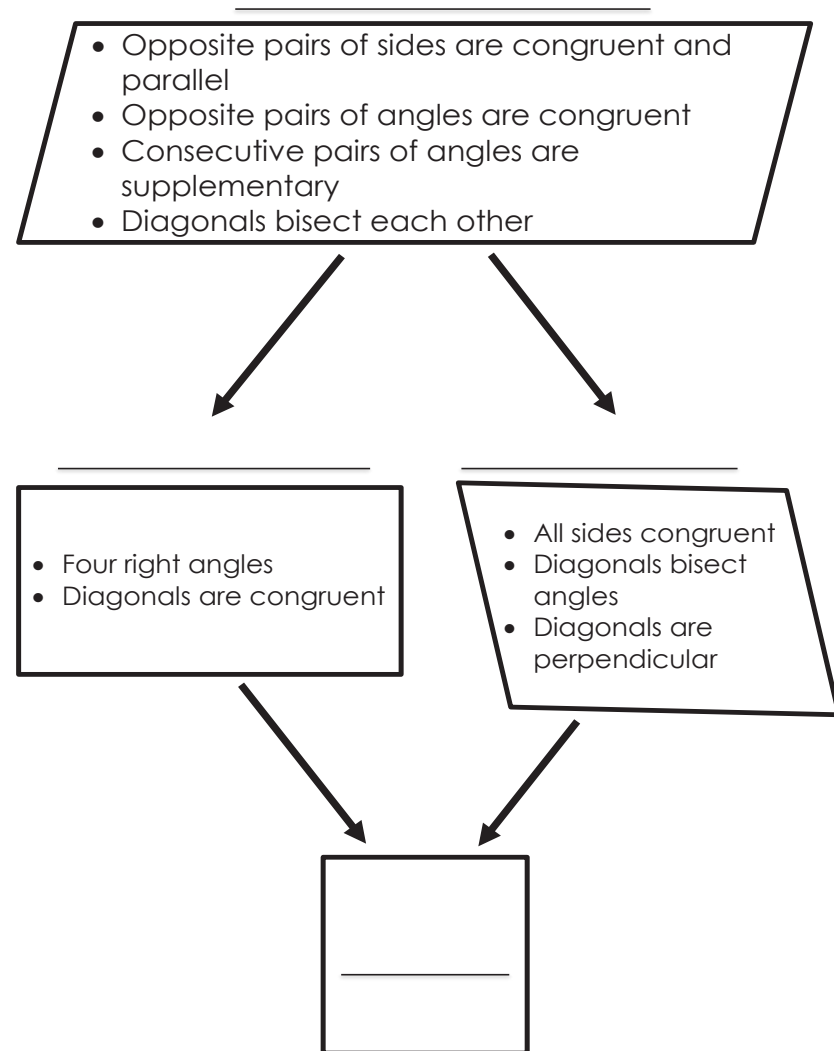 • Opposite pairs of sides are congruent and
parallel
• Opposite pairs of angles are congruent
• Consecutive pairs of angles are
supplementary
• Diagonals bisect each other
• Four right angles
• Diagonals are congruent
• All sides congruent
• Diagonals bisect
angles
• Diagonals are
perpendicular